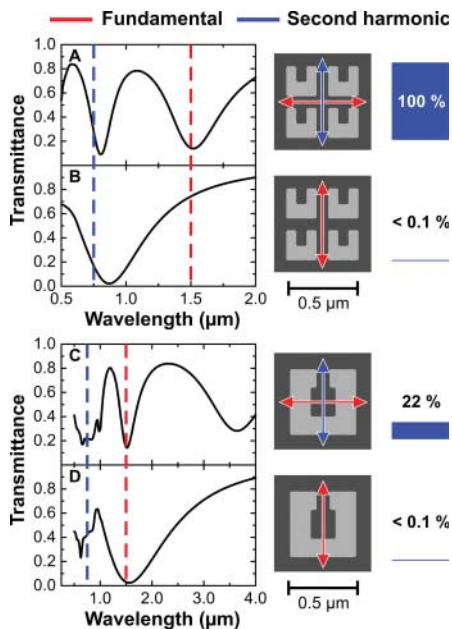 Fundamental Second harmonic
Transmittance
A
1.0
0.8
0.6
0.4
0.2
100 %
B
0.8
0.6
0.4
0.2
0.0
< 0.1 %
0.5 1.0 1.5 2.0
Wavelength (μm)
0.5 μm
Transmittance
C
1.0
0.8
0.6
0.4
0.2
22 %
D
0.8
0.6
0.4
0.2
0.0
< 0.1 %
1.0 2.0 3.0 4.0
Wavelength (μm)
0.5 μm